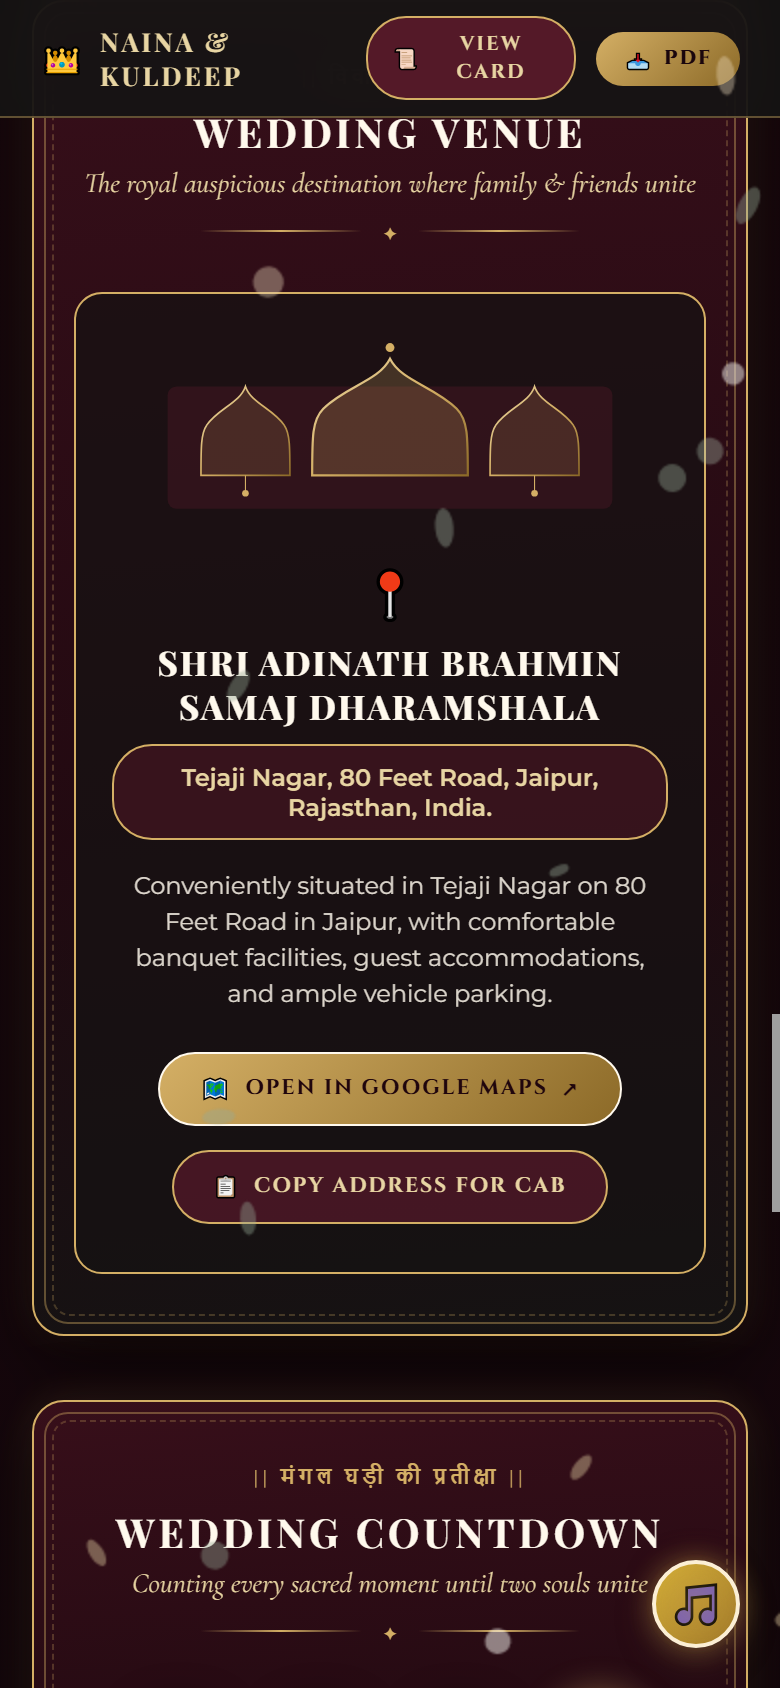 NAINA &
KULDEEP
VIEW
CARD
PDF
WEDDING VENUE
The royal auspicious destination where family & friends unite
SHRI ADINATH BRAHMIN
SAMAJ DHARAMSHALA
Tejaji Nagar, 80 Feet Road, Jaipur,
Rajasthan, India.
Conveniently situated in Tejaji Nagar on 80
Feet Road in Jaipur, with comfortable
banquet facilities, guest accommodations,
and ample vehicle parking.
OPEN IN GOOGLE MAPS ↗
COPY ADDRESS FOR CAB
|| मंगल घड़ी की प्रतीक्षा ||
WEDDING COUNTDOWN
Counting every sacred moment until two souls unite